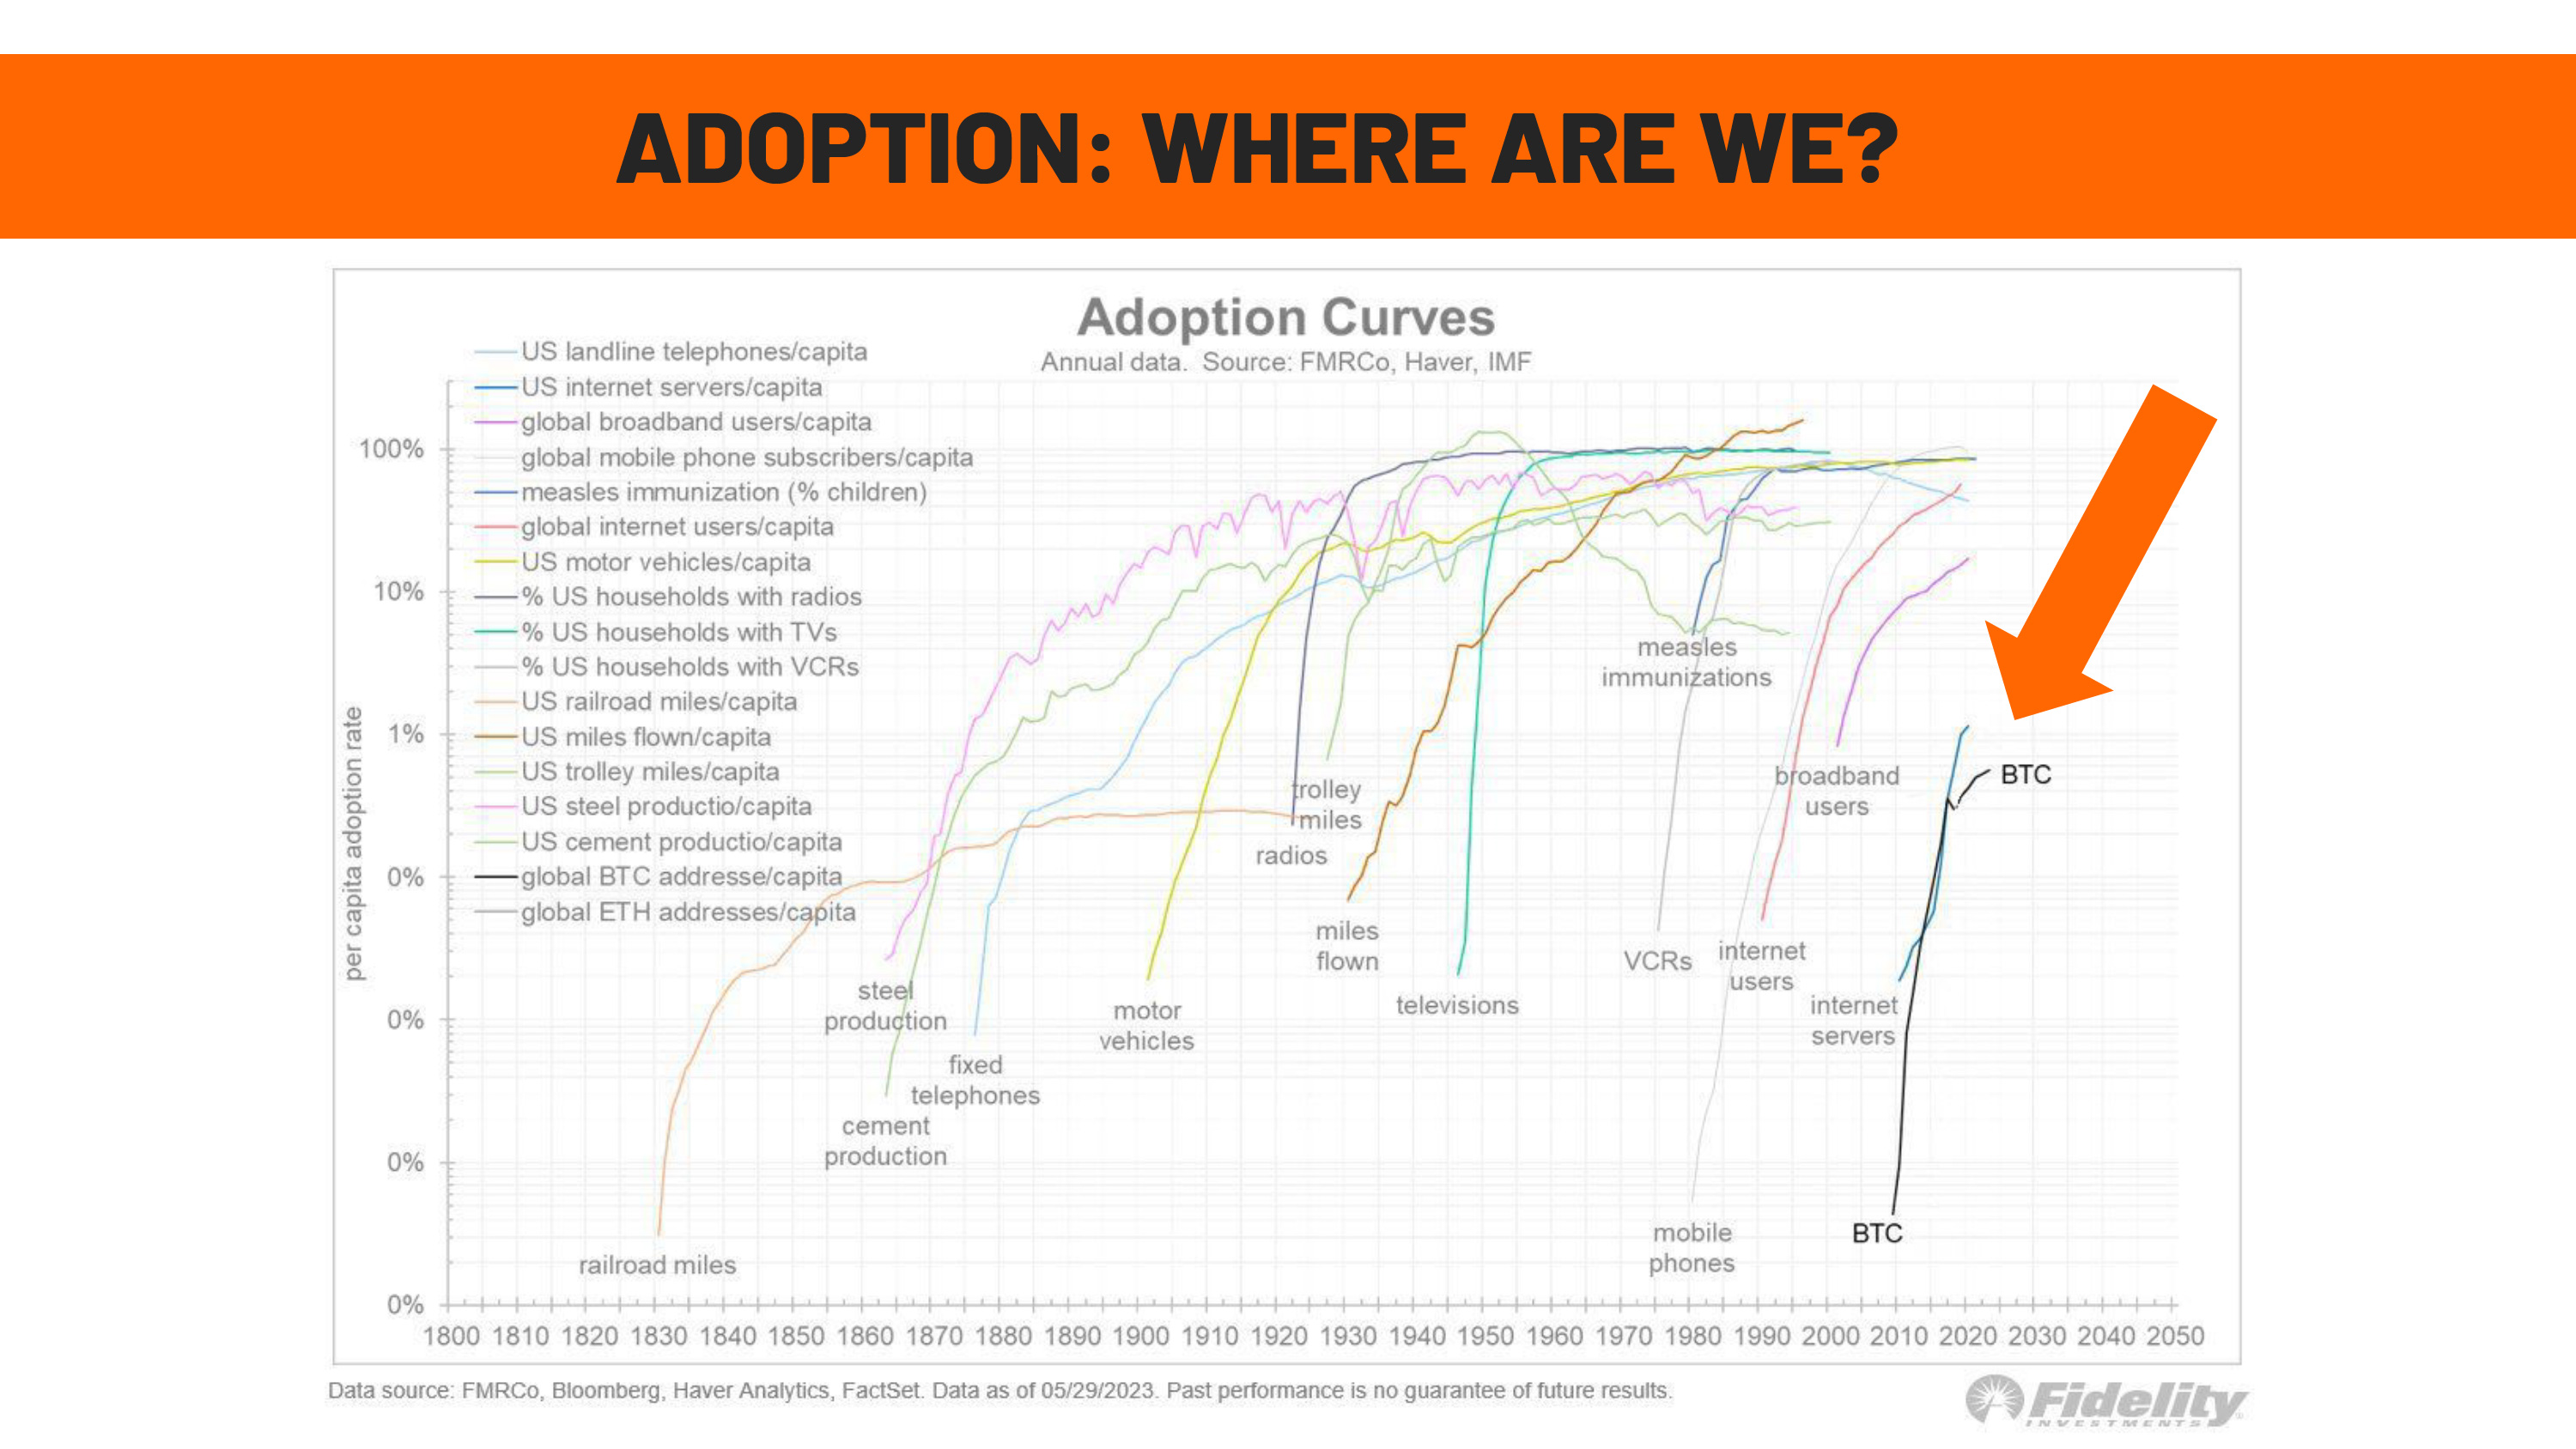 ADOPTION: WHERE ARE WE?
Adoption Curves
Annual data.  Source: FMRCo, Haver, IMF
US landline telephones/capita
US internet servers/capita
global broadband users/capita
global mobile phone subscribers/capita
measles immunization (% children)
global internet users/capita
US motor vehicles/capita
% US households with radios
% US households with TVs
% US households with VCRs
US railroad miles/capita
US miles flown/capita
US trolley miles/capita
US steel productio/capita
US cement productio/capita
global BTC addresse/capita
global ETH addresses/capita
per capita adoption rate
100%
10%
1%
0%
0%
0%
0%
railroad miles
steel
production
cement
production
fixed
telephones
motor
vehicles
trolley
miles
radios
miles
flown
televisions
measles
immunizations
VCRs
internet
users
mobile
phones
broadband
users
internet
servers
BTC
BTC
1800 1810 1820 1830 1840 1850 1860 1870 1880 1890 1900 1910 1920 1930 1940 1950 1960 1970 1980 1990 2000 2010 2020 2030 2040 2050
Data source: FMRCo, Bloomberg, Haver Analytics, FactSet. Data as of 05/29/2023. Past performance is no guarantee of future results.
Fidelity
INVESTMENTS